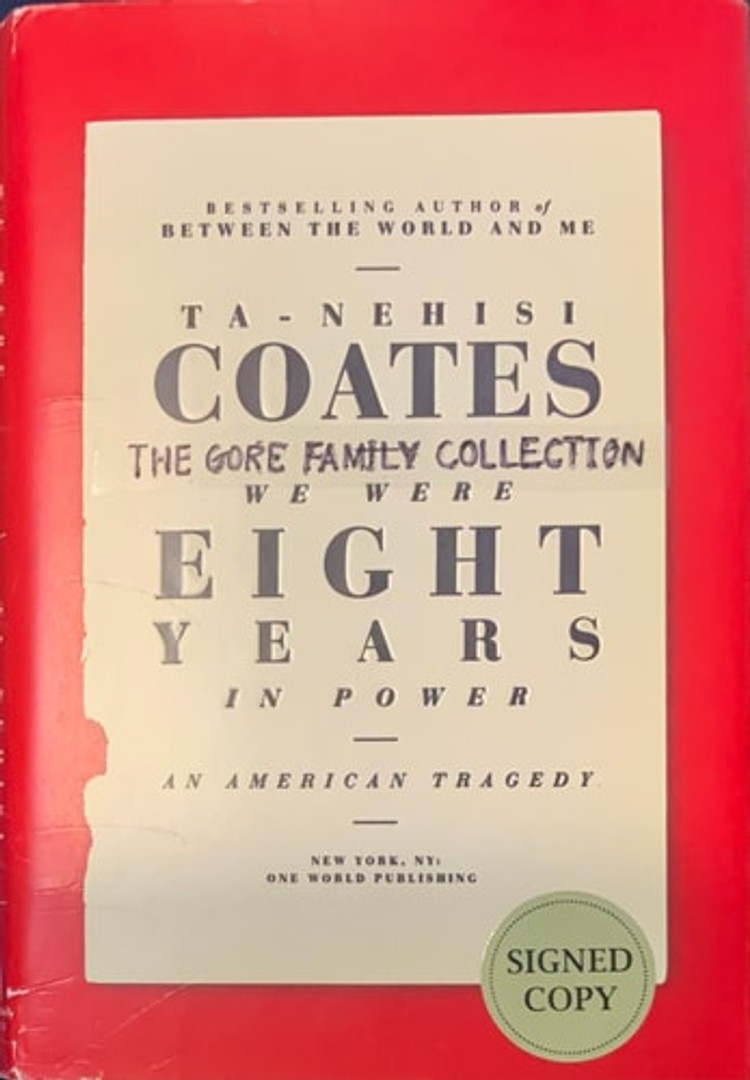 BESTSELLING AUTHOR of
BETWEEN THE WORLD AND ME
TA-NEHISI
COATES
THE GORE FAMILY COLLECTION
WE WERE
EIGHT
YEARS
IN POWER
AN AMERICAN TRAGEDY
NEW YORK, NY:
ONE WORLD PUBLISHING
SIGNED
COPY